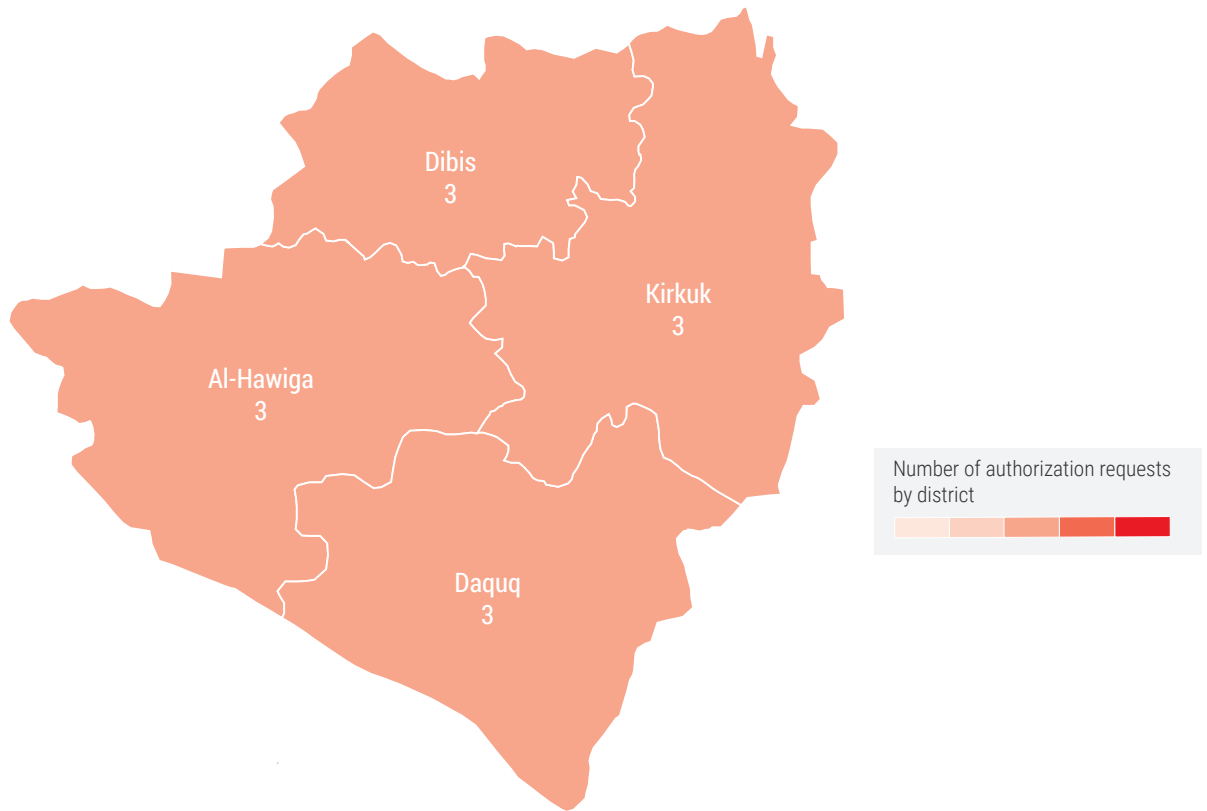 Dibis
3
Kirkuk
3
Al-Hawiga
3
Daquq
3
Number of authorization requests
by district